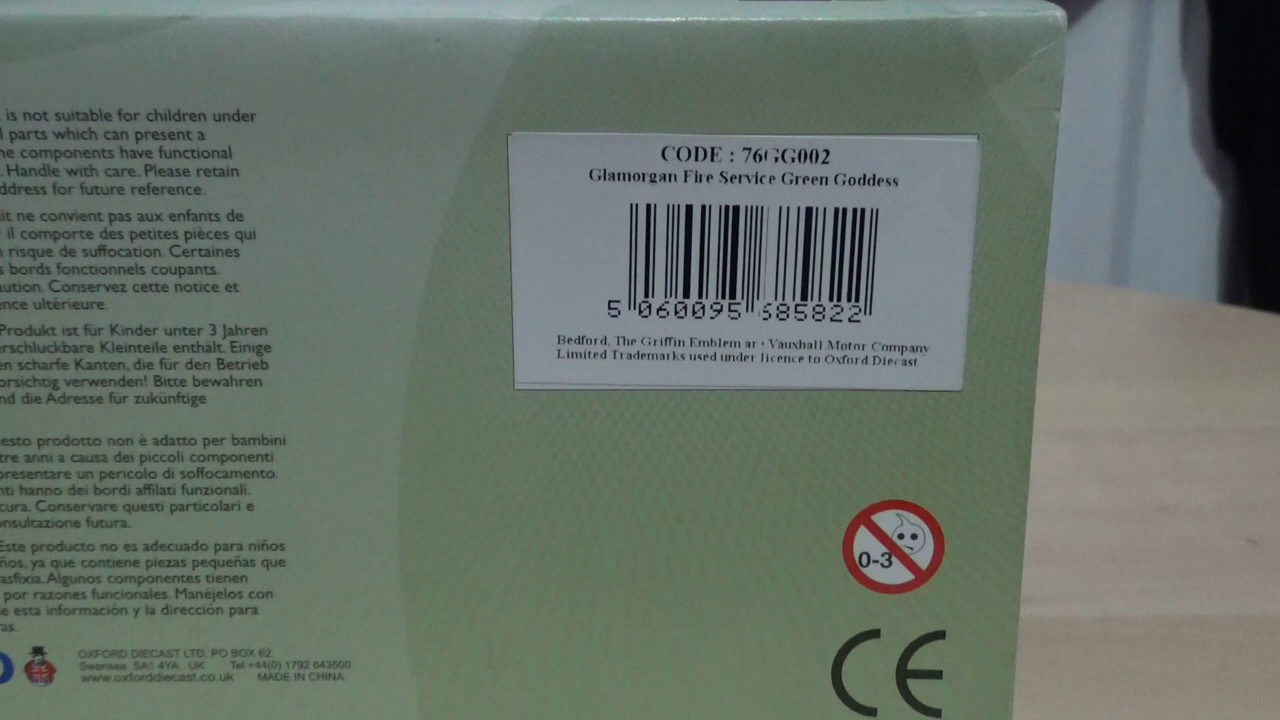 is not suitable for children under
parts which can present a
components have functional
. Handle with care. Please retain
address for future reference.
it ne convient pas aux enfants de
il comporte des petites pièces qui
risque de suffocation. Certaines
bords fonctionnels coupants.
Conservez cette notice et
ultérieure.
Produkt ist für Kinder unter 3 Jahren
erschluckbare Kleinteile enthält. Einige
en scharfe Kanten, die für den Betrieb
orsichtig verwenden! Bitte bewahren
nd die Adresse für zukünftige
esto prodotto non è adatto per bambini
tre anni a causa dei piccoli componenti
presentare un pericolo di soffocamento.
nti hanno dei bordi affilati funzionali.
cura. Conservare questi particolari e
onsultazione futura.
Este producto no es adecuado para niños
ños, ya que contiene piezas pequeñas que
asfixia. Algunos componentes tienen
por razones funcionales. Manéjelos con
e esta información y la dirección para
as.
OXFORD DIECAST LTD. PO BOX 62,
Swansea. SA1 4YA. UK Tel +44(0) 1792 643500
www.oxforddiecast.co.uk MADE IN CHINA
CODE : 76GG002
Glamorgan Fire Service Green Goddess
5 060095 685822
Bedford, The Griffin Emblem ar · Vauxhall Motor Company
Limited Trademarks used under licence to Oxford Diecast
0-3
CE